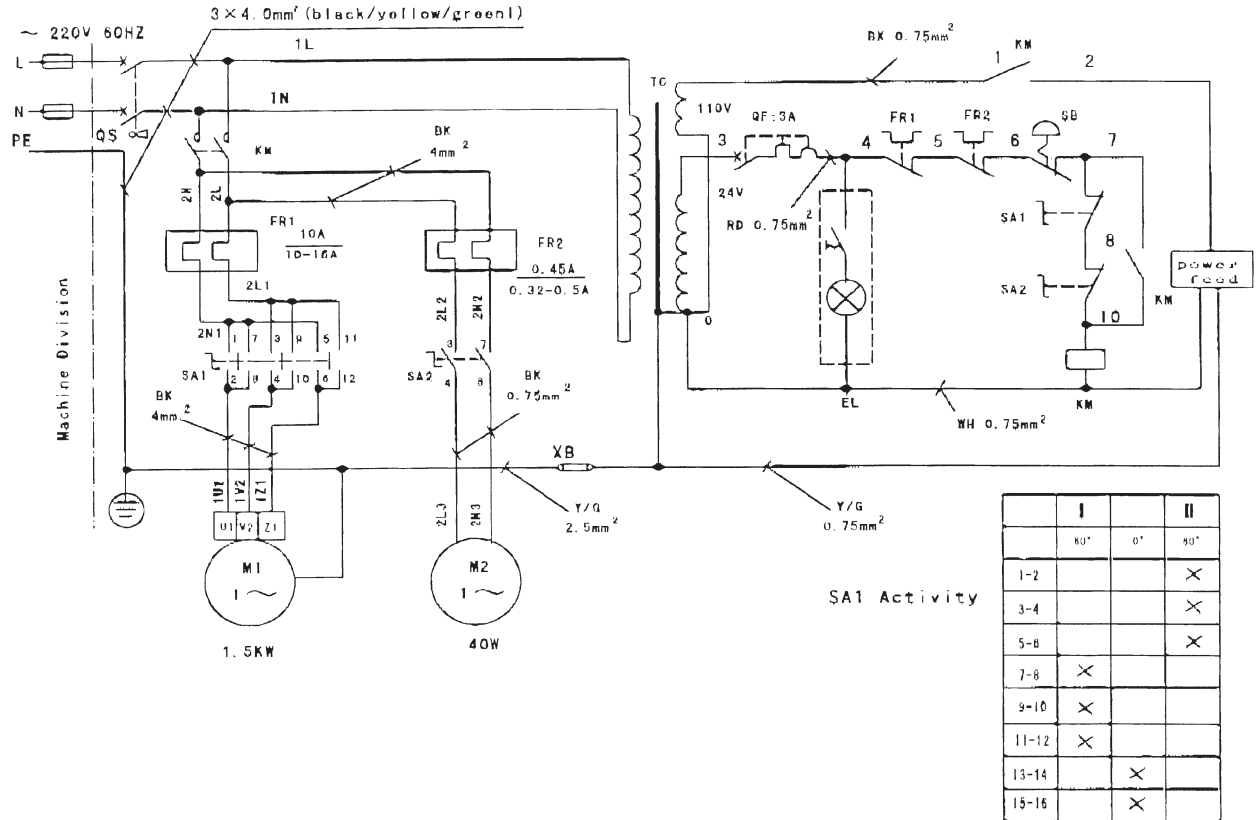 3×4.0mm² (black/yellow/green1)
~ 220V 60HZ
L
N
PE
QS
1L
1N
KM
BK
4mm²
2N
2L
FR1
10A
10-16A
FR2
0.45A
0.32-0.5A
2L1
2N1
1
7
3
9
5
11
SA1
2
8
4
10
6
12
2L2
2N2
3
7
SA2
4
8
BK
4mm²
BK
0.75mm²
Machine Division
1U1
1V2
1Z1
U1
V2
Z1
M1
1 ~
1.5KW
2L3
2N3
M2
1 ~
40W
XB
Y/G
2.5mm²
Y/G
0.75mm²
TC
110V
24V
0
BK 0.75mm²
1
KM
2
3
QF:3A
RD 0.75mm²
4
FR1
5
FR2
6
SB
7
SA1
8
SA2
10
KM
power
feed
EL
WH 0.75mm²
KM
SA1 Activity
I II
60° 0° 60°
1-2 ×
3-4 ×
5-6 ×
7-8 ×
9-10 ×
11-12 ×
13-14 ×
15-16 ×